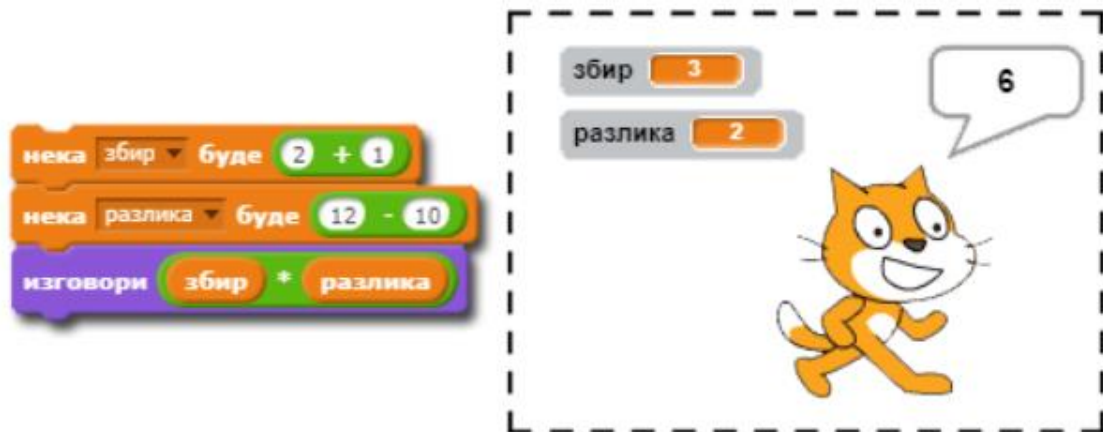 нека збир буде 2 + 1
нека разлика буде 12 - 10
изговори збир * разлика
збир 3
разлика 2
6